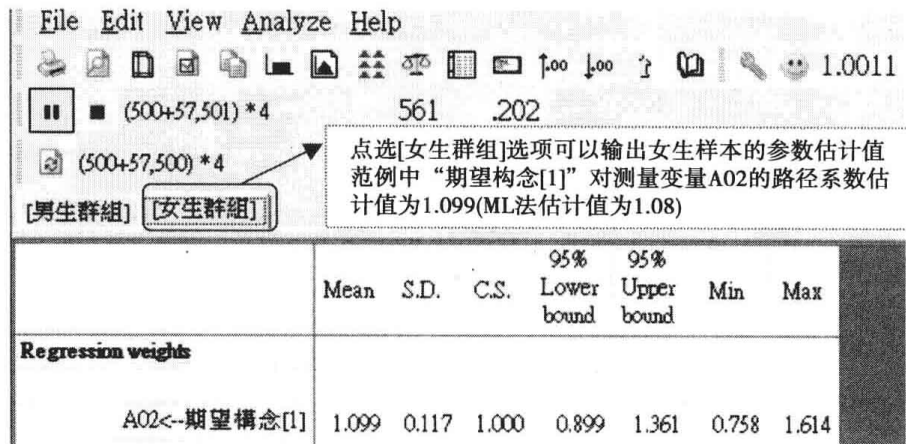 File Edit View Analyze Help
1.00 1.00 1.0011
(500+57,501) *4 561 .202
(500+57,500) *4
点选[女生群组]选项可以输出女生样本的参数估计值
范例中“期望构念[1]”对测量变量A02的路径系数估
计值为1.099(ML法估计值为1.08)
[男生群組] [女生群組]
Mean S.D. C.S. 95% Lower bound 95% Upper bound Min Max
Regression weights
A02<--期望構念[1] 1.099 0.117 1.000 0.899 1.361 0.758 1.614